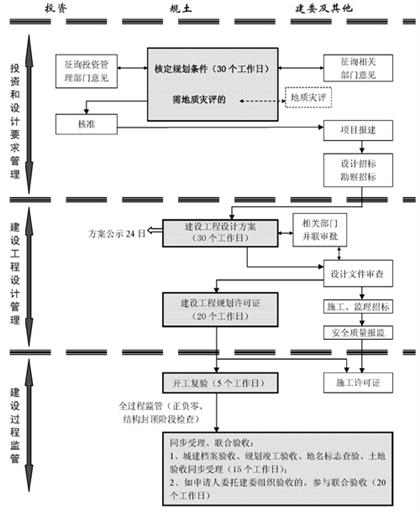 投资
规土
建委及其他
投资和设计要求管理
征询投资管
理部门意见
核定规划条件（30 个工作日）
需地质灾评的
征询相关
部门意见
地质灾评
核准
项目报建
设计招标
勘察招标
建设工程设计管理
方案公示 24 日
建设工程设计方案
（30 个工作日）
相关部门
并联审批
设计文件审查
建设工程规划许可证
（20 个工作日）
施工、监理招标
安全质量报监
建设过程监管
开工复验（5 个工作日）
施工许可证
全过程监管（正负零、
结构封顶阶段检查）
同步受理、联合验收：
1、城建档案验收、规划竣工验收、地名标志查验、土地
验收同步受理（15 个工作日）；
2、如申请人委托建委组织验收的，参与联合验收（20
个工作日）